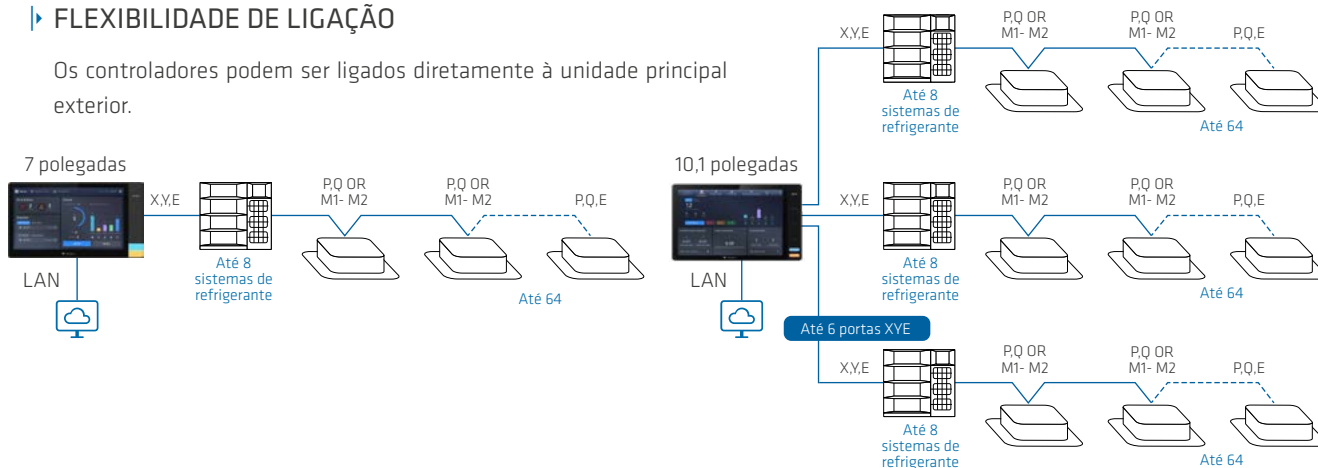 FLEXIBILIDADE DE LIGAÇÃO
Os controladores podem ser ligados diretamente à unidade principal
exterior.
7 polegadas
X,Y,E
P,Q OR
M1- M2
P,Q OR
M1- M2
P,Q,E
LAN
Até 8
sistemas de
refrigerante
Até 64
10,1 polegadas
LAN
Até 6 portas XYE
X,Y,E
P,Q OR
M1- M2
P,Q OR
M1- M2
P,Q,E
Até 8
sistemas de
refrigerante
Até 64
X,Y,E
P,Q OR
M1- M2
P,Q OR
M1- M2
P,Q,E
Até 8
sistemas de
refrigerante
Até 64
X,Y,E
P,Q OR
M1- M2
P,Q OR
M1- M2
P,Q,E
Até 8
sistemas de
refrigerante
Até 64